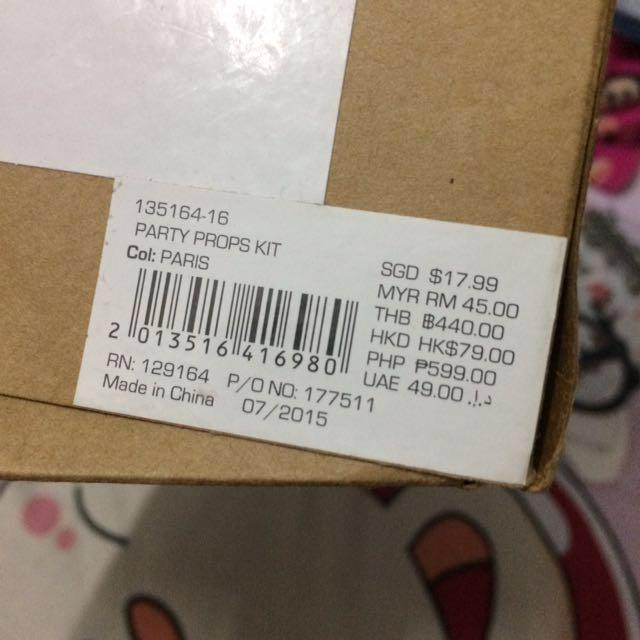 135164-16
PARTY PROPS KIT
Col: PARIS
2 013516 416980
RN: 129164 P/O NO: 177511
Made in China 07/2015
SGD $17.99
MYR RM 45.00
THB ฿440.00
HKD HK$79.00
PHP ₱599.00
UAE 49.00 د.إ.